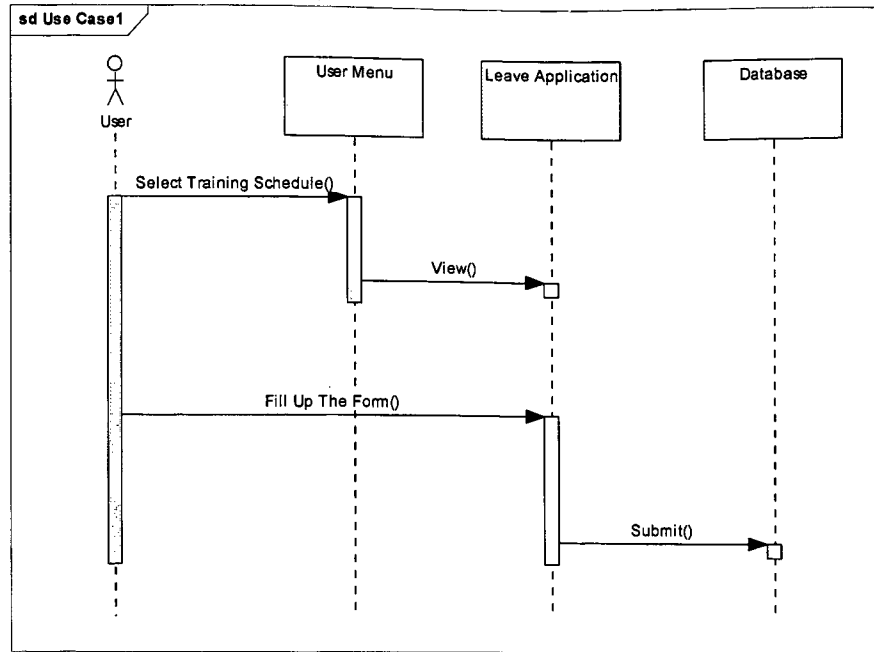 sd Use Case1
User
User Menu
Leave Application
Database
Select Training Schedule()
View()
Fill Up The Form()
Submit()